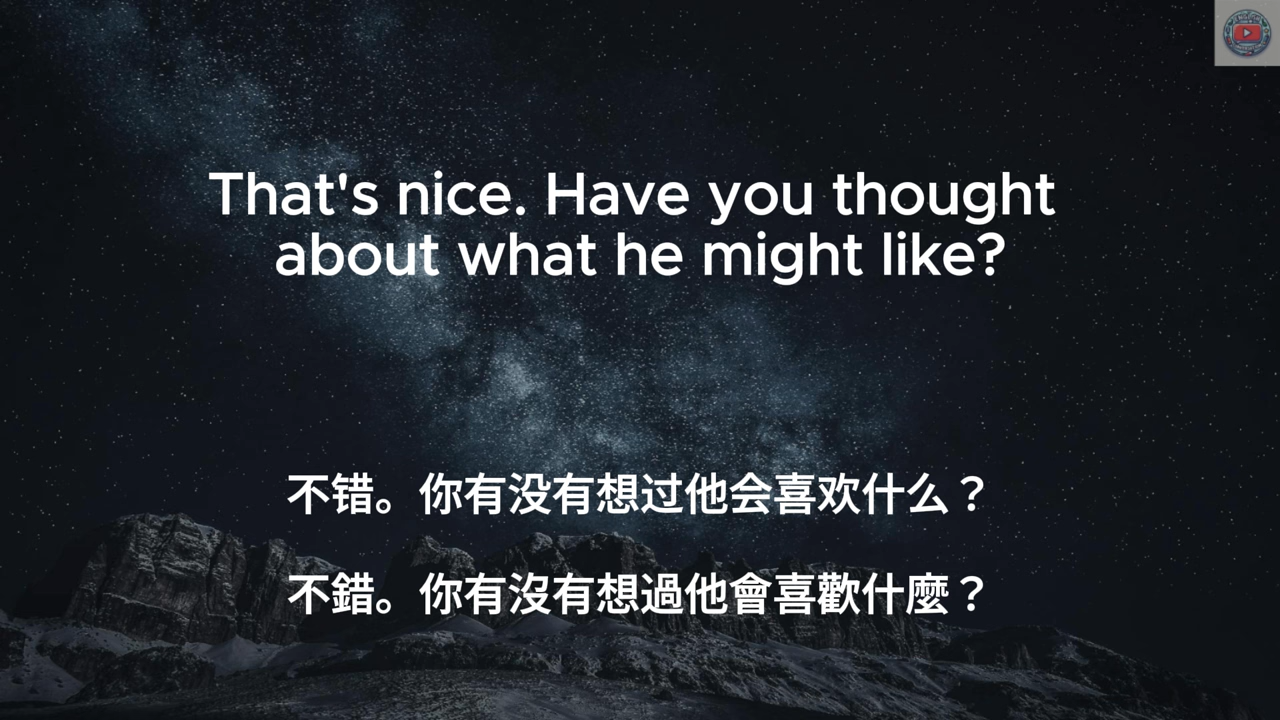 That's nice. Have you thought
about what he might like?
不错。你有没有想过他会喜欢什么？
不錯。你有沒有想過他會喜歡什麼？